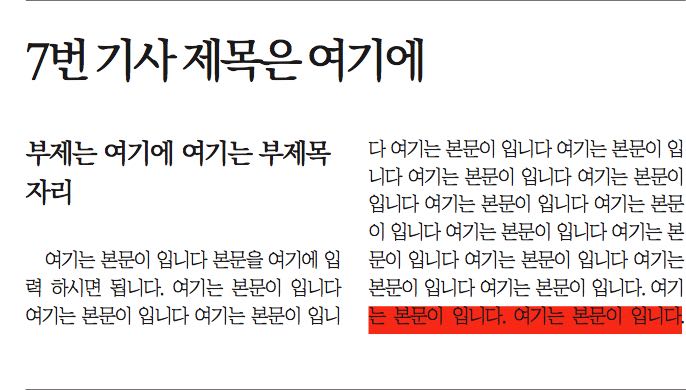 7번 기사 제목은 여기에
부제는 여기에 여기는 부제목
자리
여기는 본문이 입니다 본문을 여기에 입
력 하시면 됩니다. 여기는 본문이 입니다
여기는 본문이 입니다 여기는 본문이 입니
다 여기는 본문이 입니다 여기는 본문이 입
니다 여기는 본문이 입니다 여기는 본문이
입니다 여기는 본문이 입니다 여기는 본문
이 입니다 여기는 본문이 입니다 여기는 본
문이 입니다 여기는 본문이 입니다 여기는
본문이 입니다 여기는 본문이 입니다. 여기
는 본문이 입니다. 여기는 본문이 입니다.